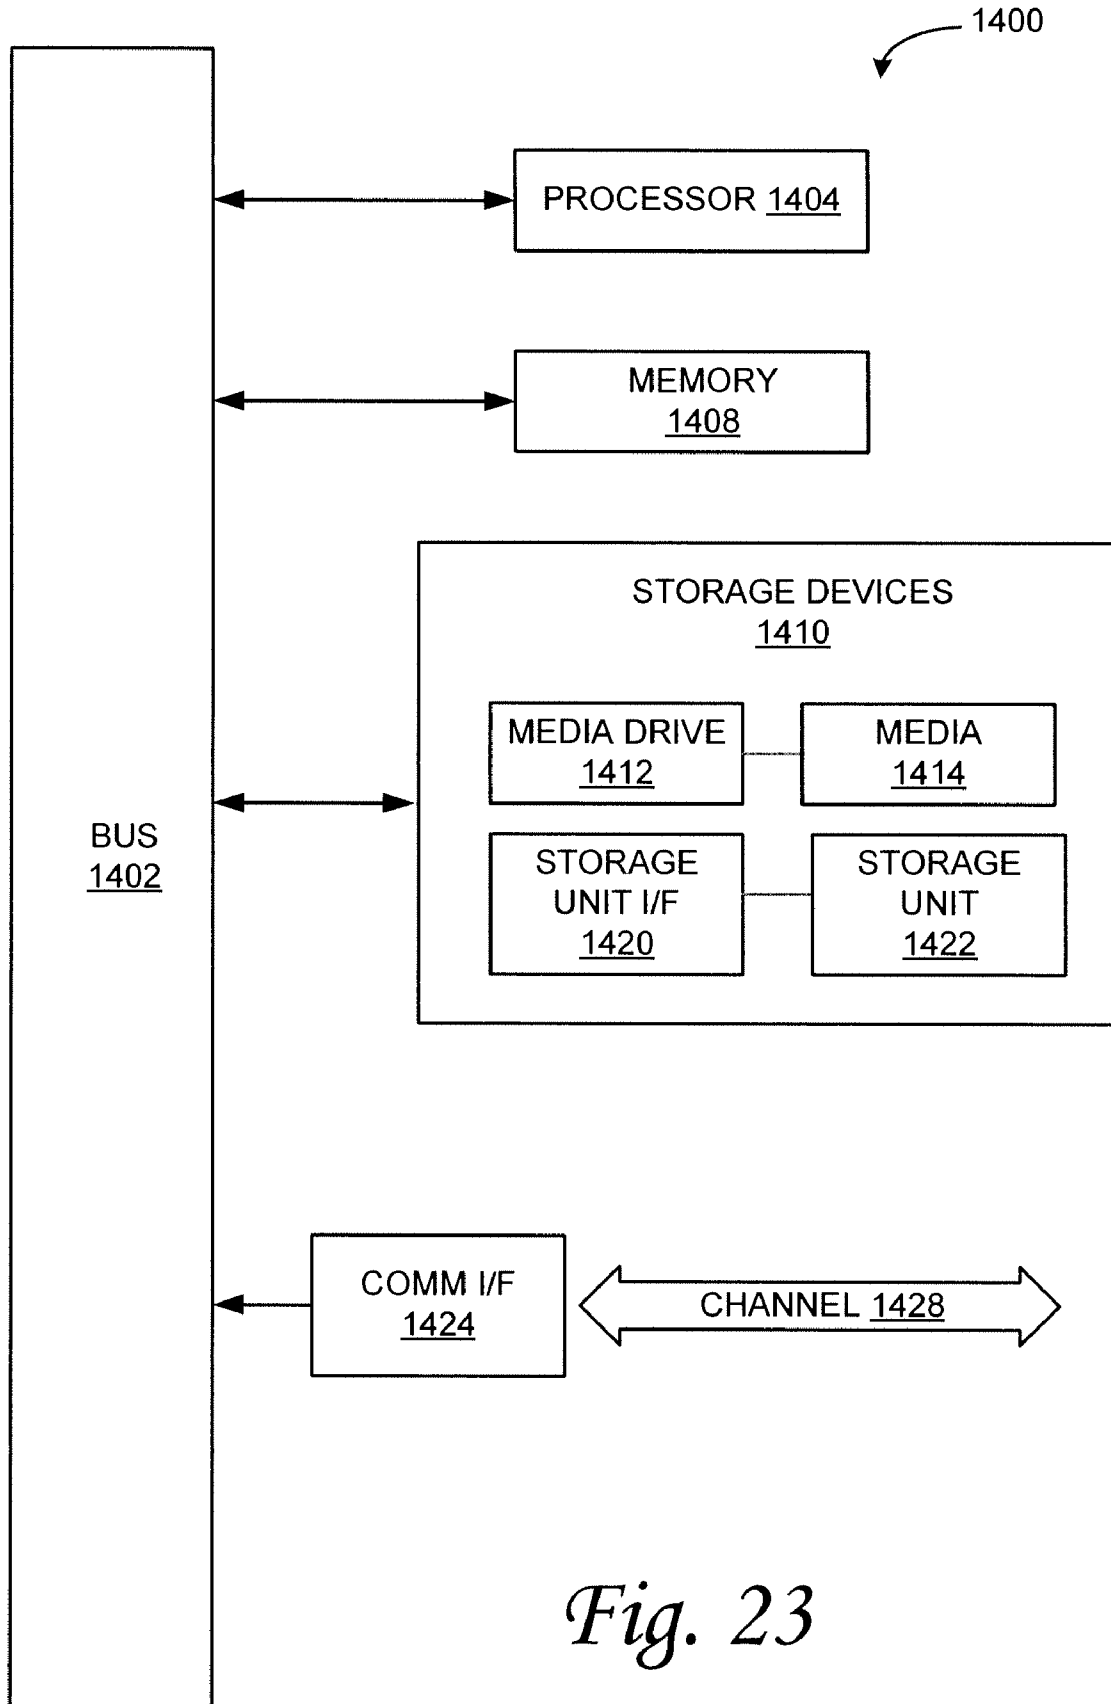 1400
PROCESSOR 1404
MEMORY
1408
STORAGE DEVICES
1410
MEDIA DRIVE
1412
MEDIA
1414
BUS
1402
STORAGE
UNIT I/F
1420
STORAGE
UNIT
1422
COMM I/F
1424
CHANNEL 1428
Fig. 23